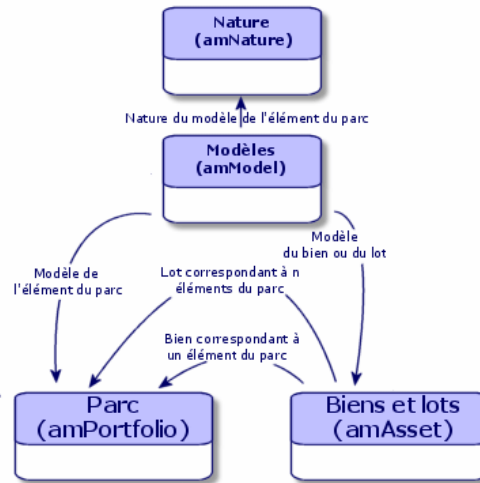 Nature
(amNature)
Nature du modèle de l'élément du parc
Modèles
(amModel)
Modèle
du bien ou du lot
Modèle de
l'élément du parc
Lot correspondant à n
éléments du parc
Bien correspondant à
un élément du parc
Parc
(amPortfolio)
Biens et lots
(amAsset)